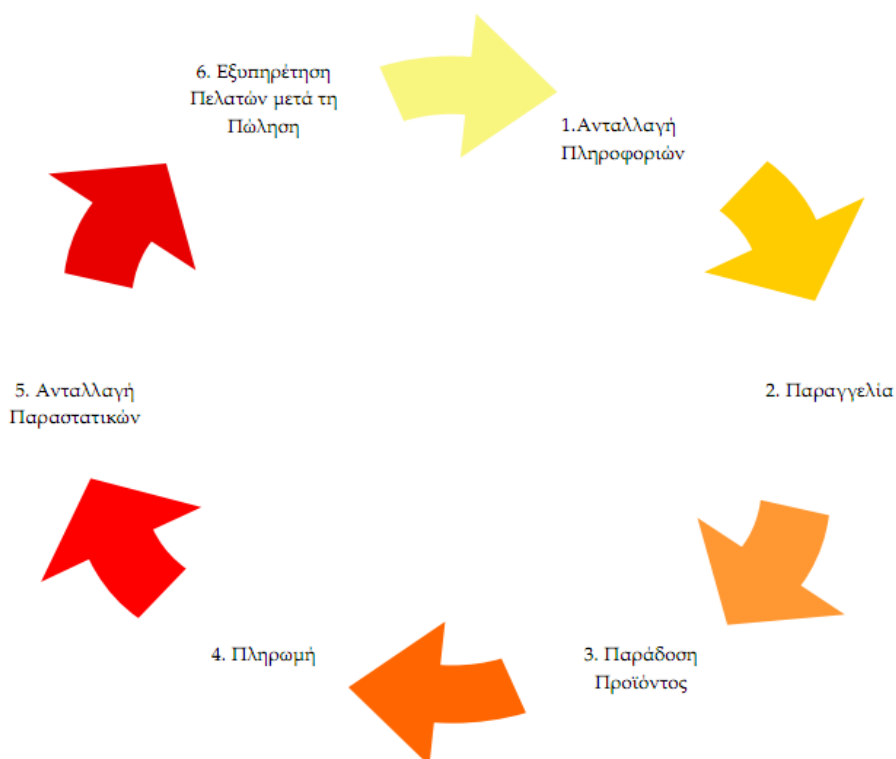 1.Ανταλλαγή
Πληροφοριών
2. Παραγγελία
3. Παράδοση
Προϊόντος
4. Πληρωμή
5. Ανταλλαγή
Παραστατικών
6. Εξυπηρέτηση
Πελατών μετά τη
Πώληση